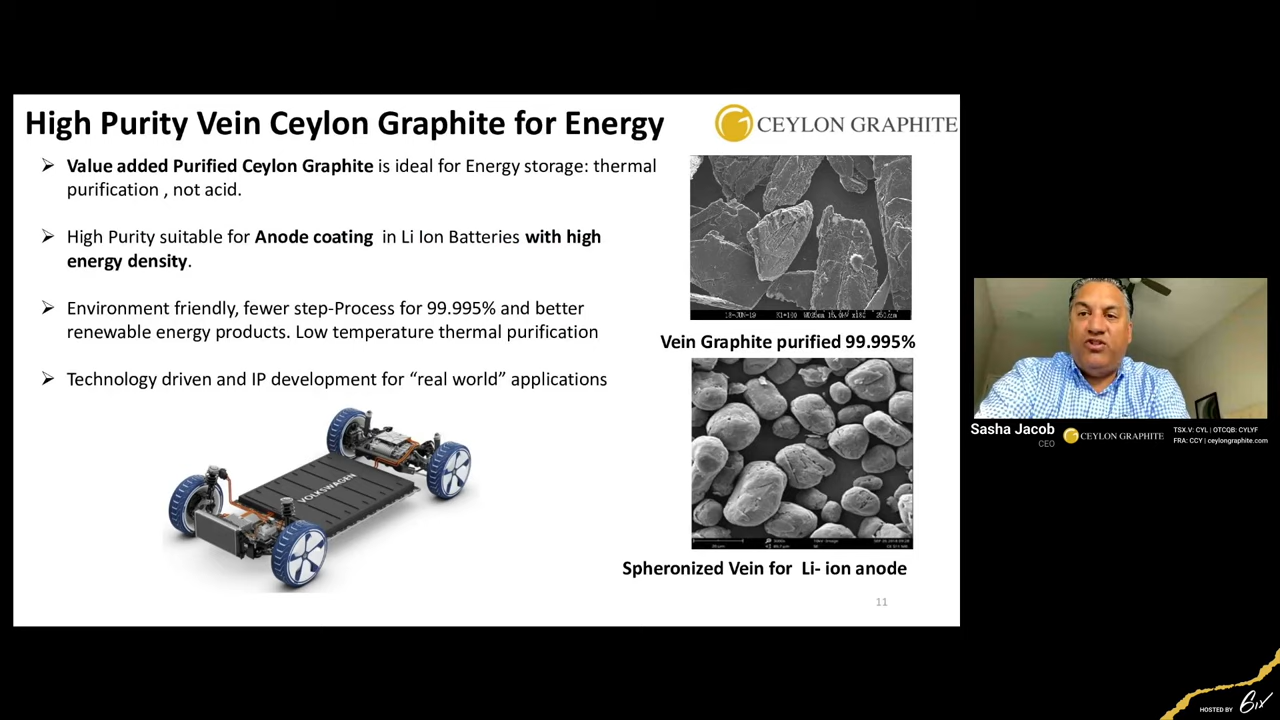 High Purity Vein Ceylon Graphite for Energy
CEYLON GRAPHITE
Value added Purified Ceylon Graphite is ideal for Energy storage: thermal
purification , not acid.
High Purity suitable for Anode coating in Li Ion Batteries with high
energy density.
Environment friendly, fewer step-Process for 99.995% and better
renewable energy products. Low temperature thermal purification
Technology driven and IP development for “real world” applications
VOLKSWAGEN
Vein Graphite purified 99.995%
Spheronized Vein for Li- ion anode
11
Sasha Jacob
CEO
CEYLON GRAPHITE
TSX.V: CYL | OTCQB: CYLYF
FRA: CCY | ceylongraphite.com
HOSTED BY 6ix